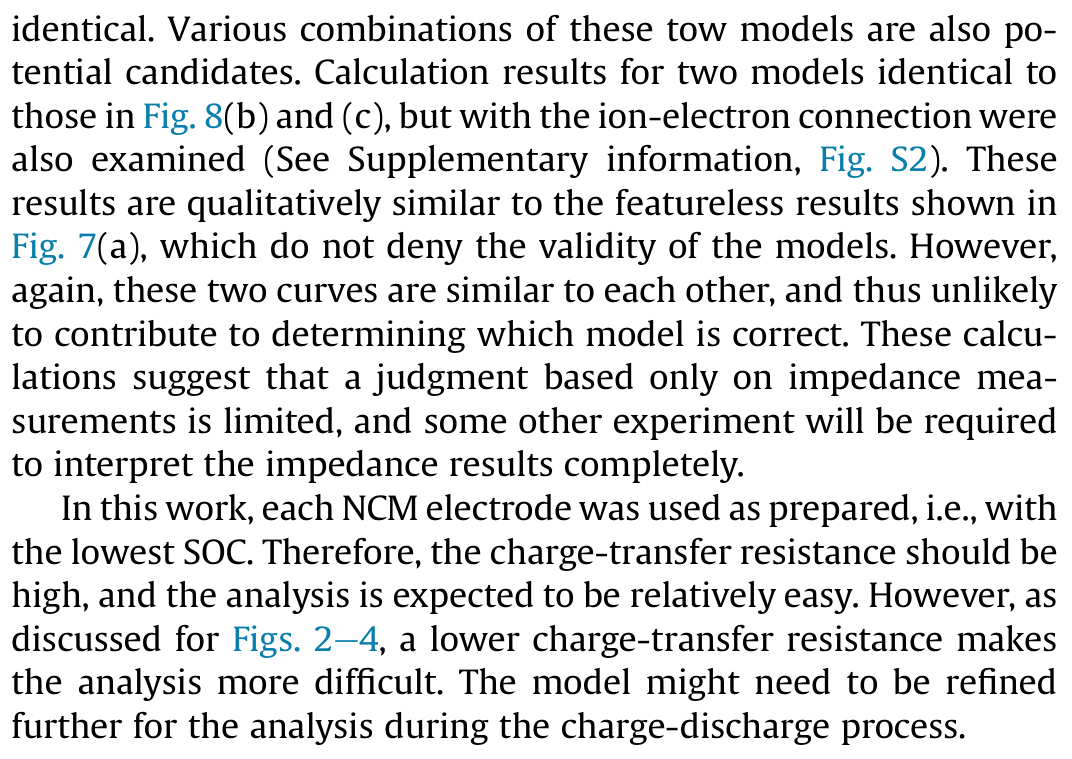 identical. Various combinations of these tow models are also po-
tential candidates. Calculation results for two models identical to
those in Fig. 8(b) and (c), but with the ion-electron connection were
also examined (See Supplementary information, Fig. S2). These
results are qualitatively similar to the featureless results shown in
Fig. 7(a), which do not deny the validity of the models. However,
again, these two curves are similar to each other, and thus unlikely
to contribute to determining which model is correct. These calcu-
lations suggest that a judgment based only on impedance mea-
surements is limited, and some other experiment will be required
to interpret the impedance results completely.
In this work, each NCM electrode was used as prepared, i.e., with
the lowest SOC. Therefore, the charge-transfer resistance should be
high, and the analysis is expected to be relatively easy. However, as
discussed for Figs. 2–4, a lower charge-transfer resistance makes
the analysis more difficult. The model might need to be refined
further for the analysis during the charge-discharge process.